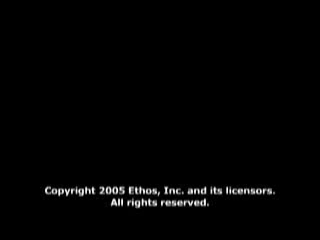 Copyright 2005 Ethos, Inc. and its licensors.
All rights reserved.